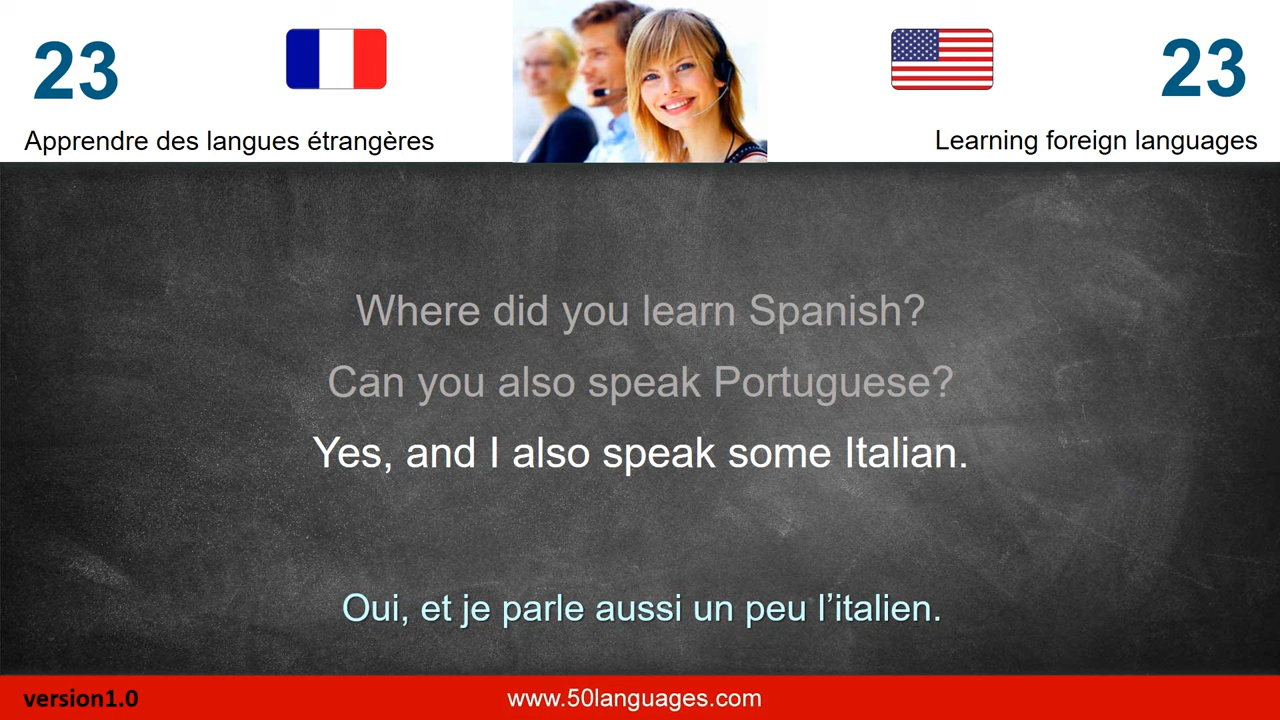 23
23
Apprendre des langues étrangères
Learning foreign languages
Where did you learn Spanish?
Can you also speak Portuguese?
Yes, and I also speak some Italian.
Oui, et je parle aussi un peu l’italien.
version1.0
www.50languages.com